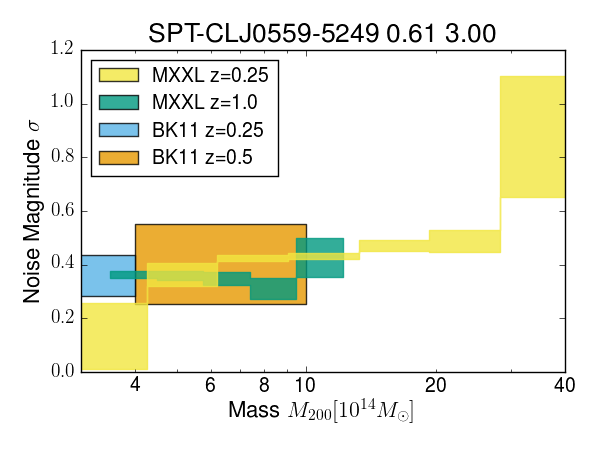 SPT-CLJ0559-5249 0.61 3.00
1.2
1.0
0.8
0.6
0.4
0.2
0.0
Noise Magnitude σ
MXXL z=0.25
MXXL z=1.0
BK11 z=0.25
BK11 z=0.5
4 6 8 10 20 40
Mass M₂₀₀[10¹⁴M☉]